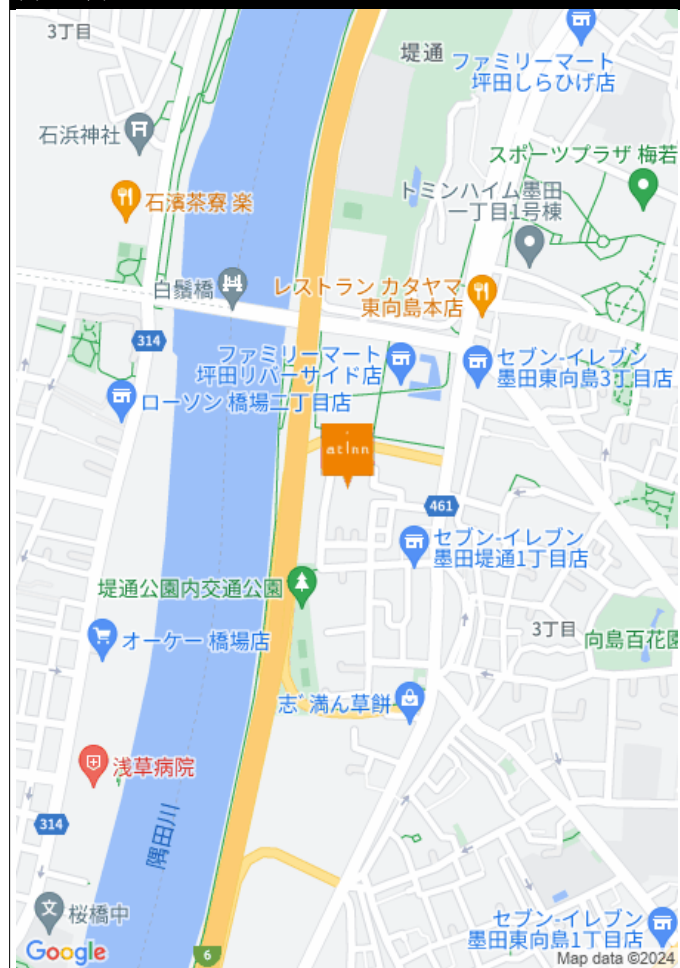 3丁目
堤通
ファミリーマート
坪田しらひげ店
石浜神社
スポーツプラザ 梅若
石濱茶寮 楽
トミンハイム墨田
一丁目1号棟
白鬚橋
レストラン カタヤマ
東向島本店
314
ファミリーマート
坪田リバーサイド店
セブン-イレブン
墨田東向島3丁目店
ローソン 橋場二丁目店
at inn
461
セブン-イレブン
墨田堤通1丁目店
堤通公園内交通公園
オーケー 橋場店
3丁目
向島百花園
志゛満ん草餅
浅草病院
314
隅田川
桜橋中
セブン-イレブン
墨田東向島1丁目店
Google
6
Map data ©2024